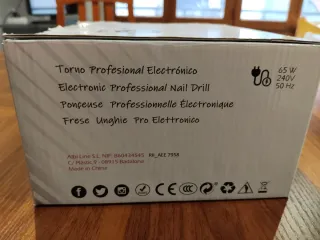 Torno Profesional Electrónico
Electronic Professional Nail Drill
Ponçeuse Professionnelle Électronique
Frese Unghie Pro Elettronico
65 W
240V
50 Hz
Made in China